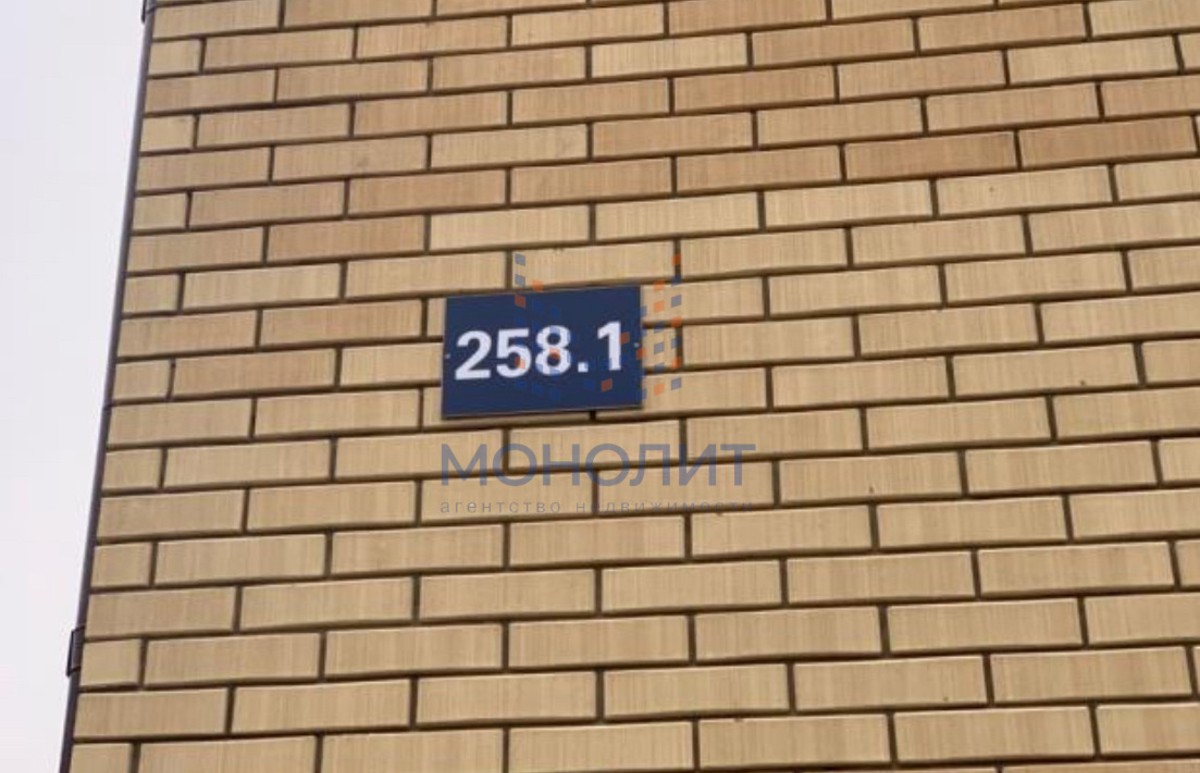 258.1
МОНОЛИТ
агентство недвижимости